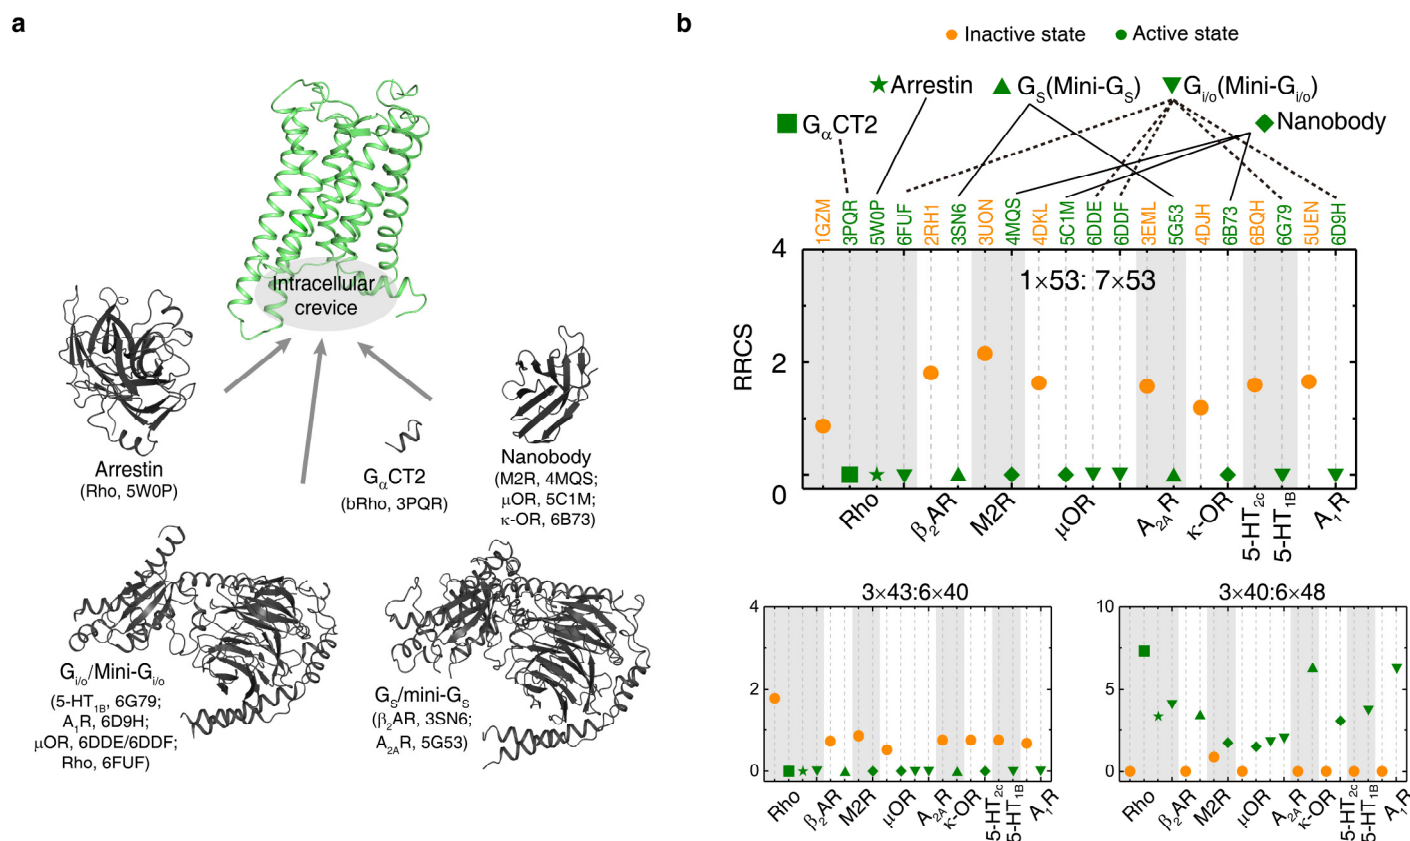 a
Intracellular
crevice
Arrestin
(Rho, 5W0P)
GαCT2
(bRho, 3PQR)
Nanobody
(M2R, 4MQS;
μOR, 5C1M;
κ-OR, 6B73)
Gi/o/Mini-Gi/o
(5-HT1B, 6G79;
A1R, 6D9H;
μOR, 6DDE/6DDF;
Rho, 6FUF)
GS/mini-GS
(β2AR, 3SN6;
A2AR, 5G53)
b
Inactive state
Active state
Arrestin
GS(Mini-GS)
Gi/o(Mini-Gi/o)
GαCT2
Nanobody
1GZM
3PQR
5W0P
6FUF
2RH1
3SN6
3UON
4MQS
4DKL
5C1M
6DDE
6DDF
3EML
5G53
4DJH
6B73
6BQH
6G79
5UEN
6D9H
1×53: 7×53
RRCS
4
2
0
Rho
β2AR
M2R
μOR
A2AR
κ-OR
5-HT2c
5-HT1B
A1R
3×43:6×40
4
2
0
Rho
β2AR
M2R
μOR
A2AR
κ-OR
5-HT2c
5-HT1B
A1R
3×40:6×48
10
5
0
Rho
β2AR
M2R
μOR
A2AR
κ-OR
5-HT2c
5-HT1B
A1R